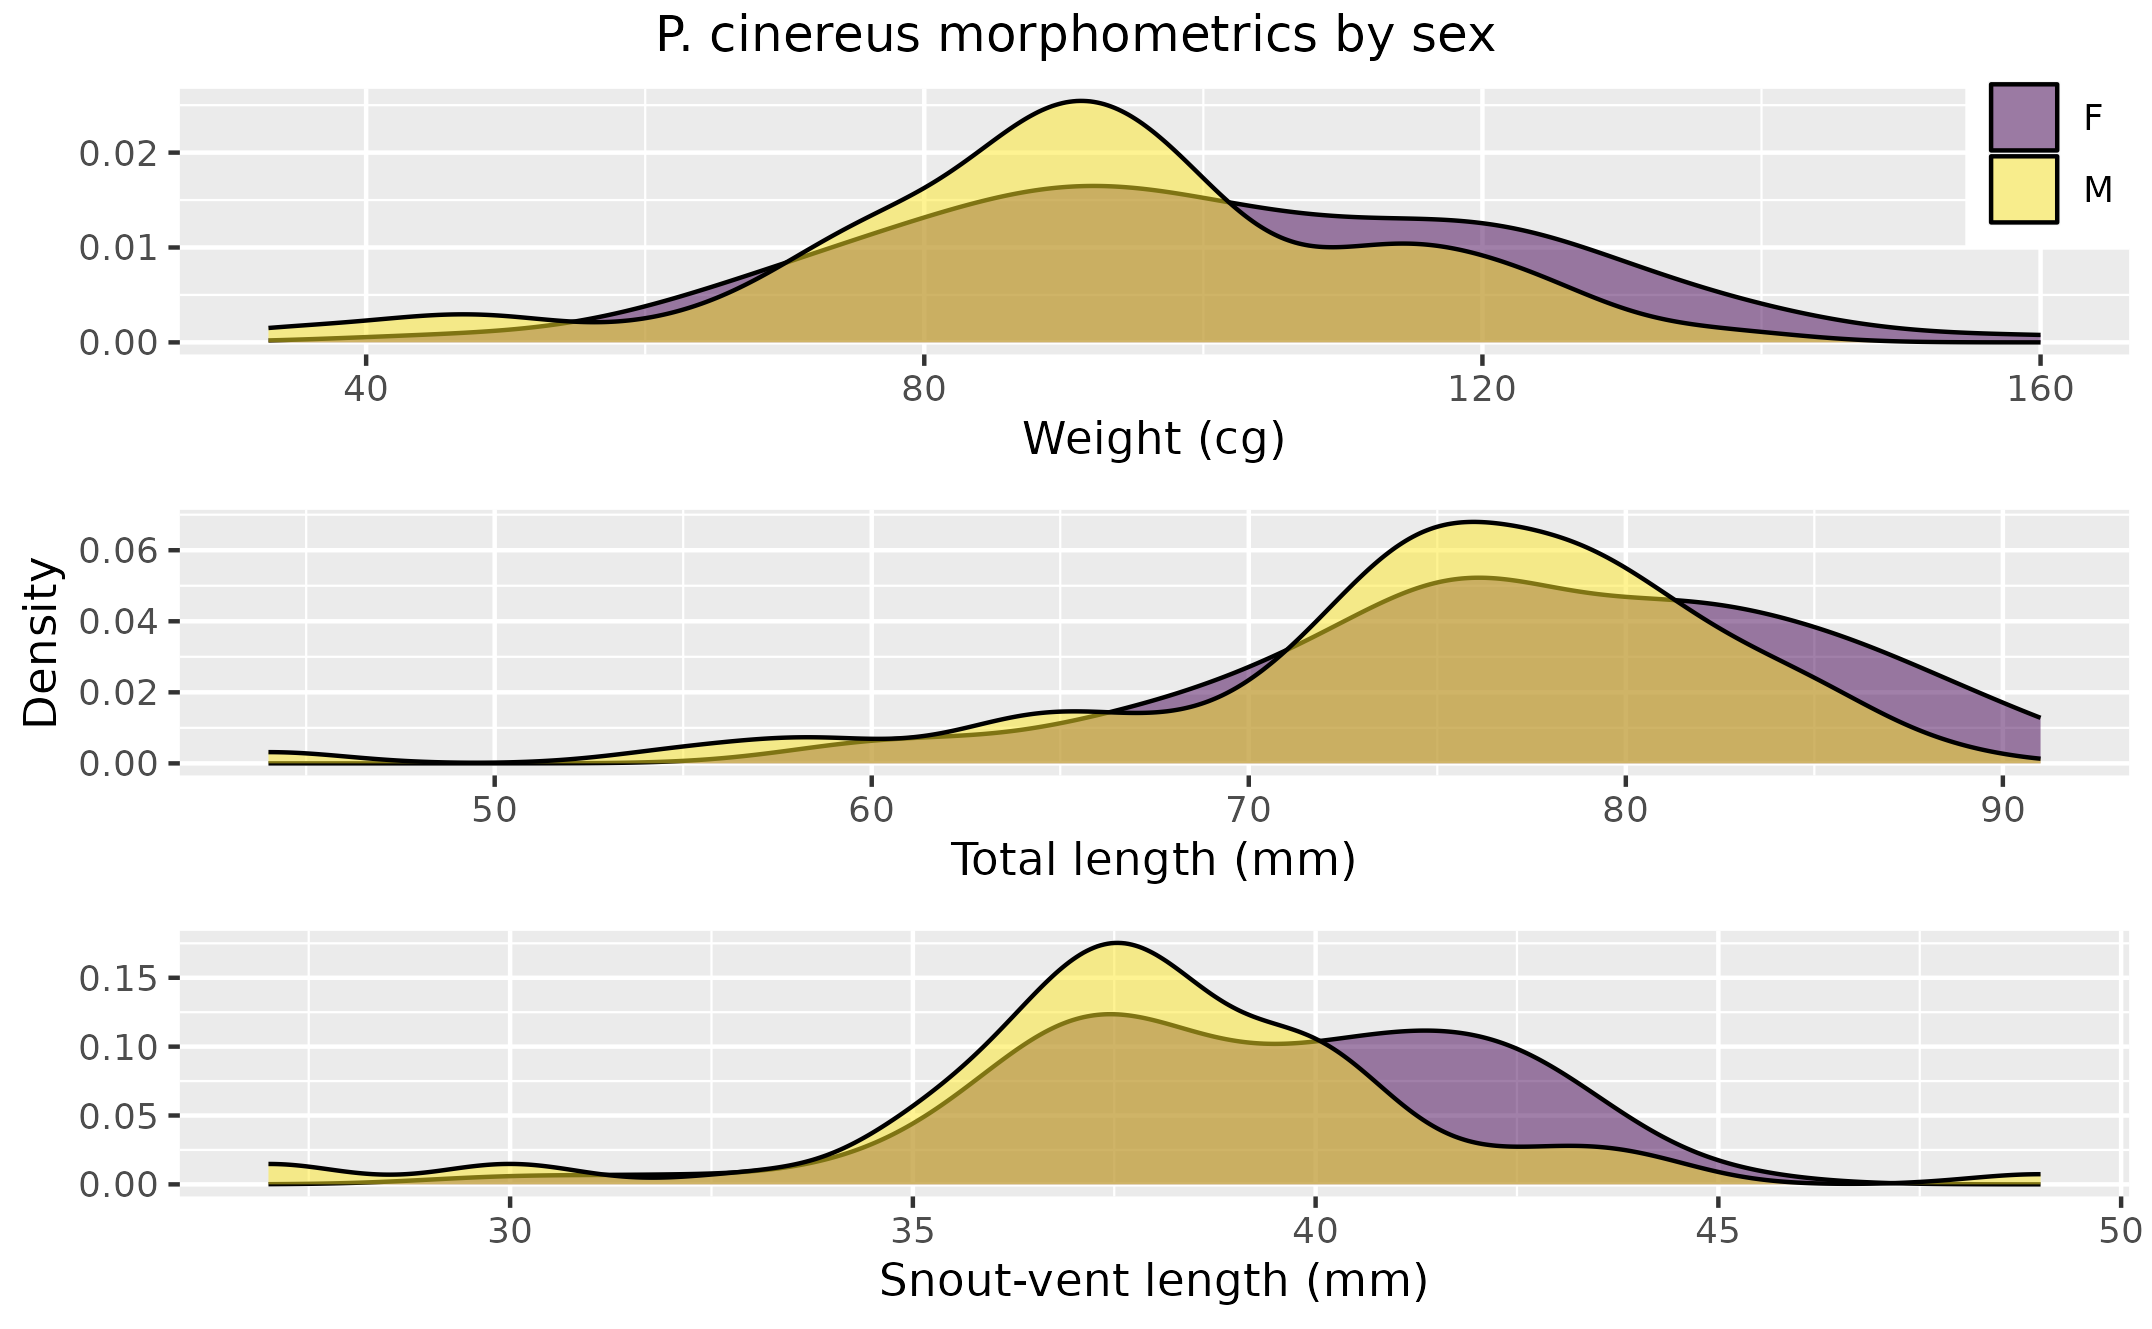 P. cinereus morphometrics by sex
F
M
0.02
0.01
0.00
40 80 120 160
Weight (cg)
Density
0.06
0.04
0.02
0.00
50 60 70 80 90
Total length (mm)
0.15
0.10
0.05
0.00
30 35 40 45 50
Snout-vent length (mm)